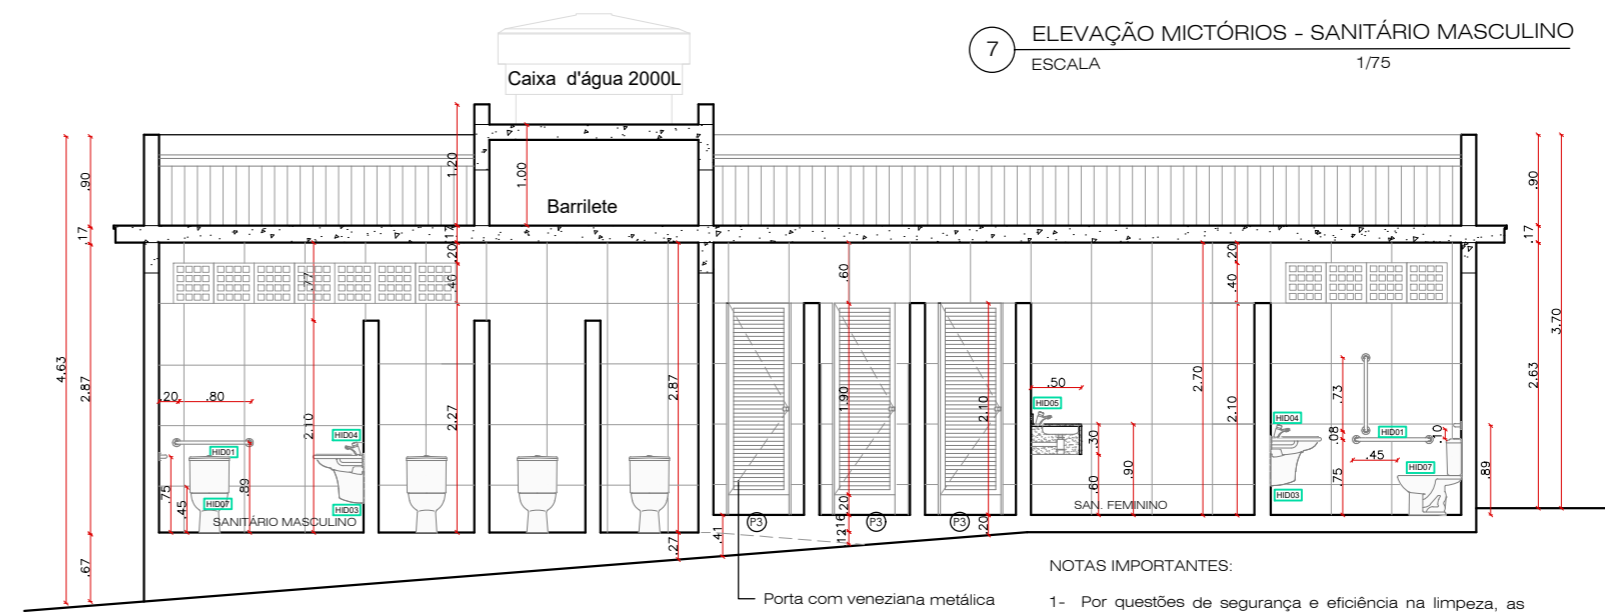 7
ELEVAÇÃO MICTÓRIOS - SANITÁRIO MASCULINO
ESCALA 1/75
Caixa d'água 2000L
Barrilete
1.20
1.00
.90
.17
4.63
2.87
.67
.17
.20
.40
.77
.60
.20
.40
.90
.17
3.70
2.63
.20
.80
2.10
2.27
2.87
1.90
2.10
2.70
2.10
.50
.73
.08
.75
.10
.45
.89
.30
.60
.90
.75
.45
.89
HID01
HID04
HID07
HID03
HID05
HID04
HID01
HID07
HID03
SANITÁRIO MASCULINO
SAN. FEMININO
.27
.41
.20
.16
.12
.20
P3
P3
P3
Porta com veneziana metálica
NOTAS IMPORTANTES:
1- Por questões de segurança e eficiência na limpeza, as